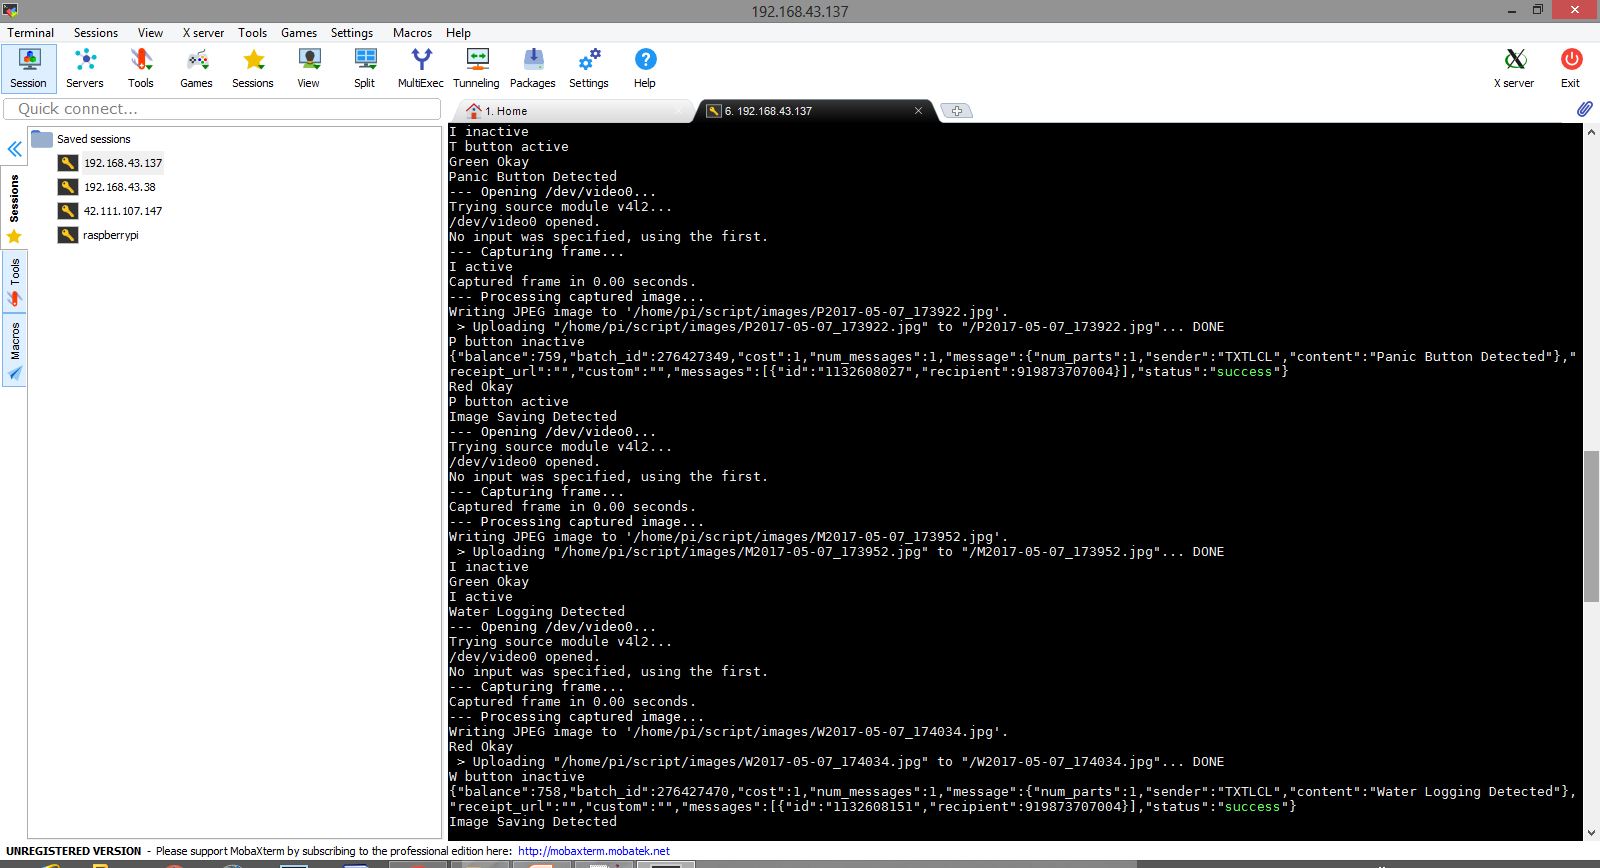 192.168.43.137
Terminal Sessions View X server Tools Games Settings Macros Help
Session Servers Tools Games Sessions View Split MultiExec Tunneling Packages Settings Help X server Exit
Quick connect...
1. Home
6. 192.168.43.137
Saved sessions
192.168.43.137
192.168.43.38
42.111.107.147
raspberrypi
Sessions
Tools
Macros
I inactive
T button active
Green Okay
Panic Button Detected
--- Opening /dev/video0...
Trying source module v4l2...
/dev/video0 opened.
No input was specified, using the first.
--- Capturing frame...
I active
Captured frame in 0.00 seconds.
--- Processing captured image...
Writing JPEG image to '/home/pi/script/images/P2017-05-07_173922.jpg'.
> Uploading "/home/pi/script/images/P2017-05-07_173922.jpg" to "/P2017-05-07_173922.jpg"... DONE
P button inactive
{"balance":759,"batch_id":276427349,"cost":1,"num_messages":1,"message":{"num_parts":1,"sender":"TXTLCL","content":"Panic Button Detected"},"
receipt_url":"","custom":"","messages":[{"id":"1132608027","recipient":919873707004}],"status":"success"}
Red Okay
P button active
Image Saving Detected
--- Opening /dev/video0...
Trying source module v4l2...
/dev/video0 opened.
No input was specified, using the first.
--- Capturing frame...
Captured frame in 0.00 seconds.
--- Processing captured image...
Writing JPEG image to '/home/pi/script/images/M2017-05-07_173952.jpg'.
> Uploading "/home/pi/script/images/M2017-05-07_173952.jpg" to "/M2017-05-07_173952.jpg"... DONE
I inactive
Green Okay
I active
Water Logging Detected
--- Opening /dev/video0...
Trying source module v4l2...
/dev/video0 opened.
No input was specified, using the first.
--- Capturing frame...
Captured frame in 0.00 seconds.
--- Processing captured image...
Writing JPEG image to '/home/pi/script/images/W2017-05-07_174034.jpg'.
Red Okay
> Uploading "/home/pi/script/images/W2017-05-07_174034.jpg" to "/W2017-05-07_174034.jpg"... DONE
W button inactive
{"balance":758,"batch_id":276427470,"cost":1,"num_messages":1,"message":{"num_parts":1,"sender":"TXTLCL","content":"Water Logging Detected"},
"receipt_url":"","custom":"","messages":[{"id":"1132608151","recipient":919873707004}],"status":"success"}
Image Saving Detected
UNREGISTERED VERSION - Please support MobaXterm by subscribing to the professional edition here: http://mobaxterm.mobatek.net